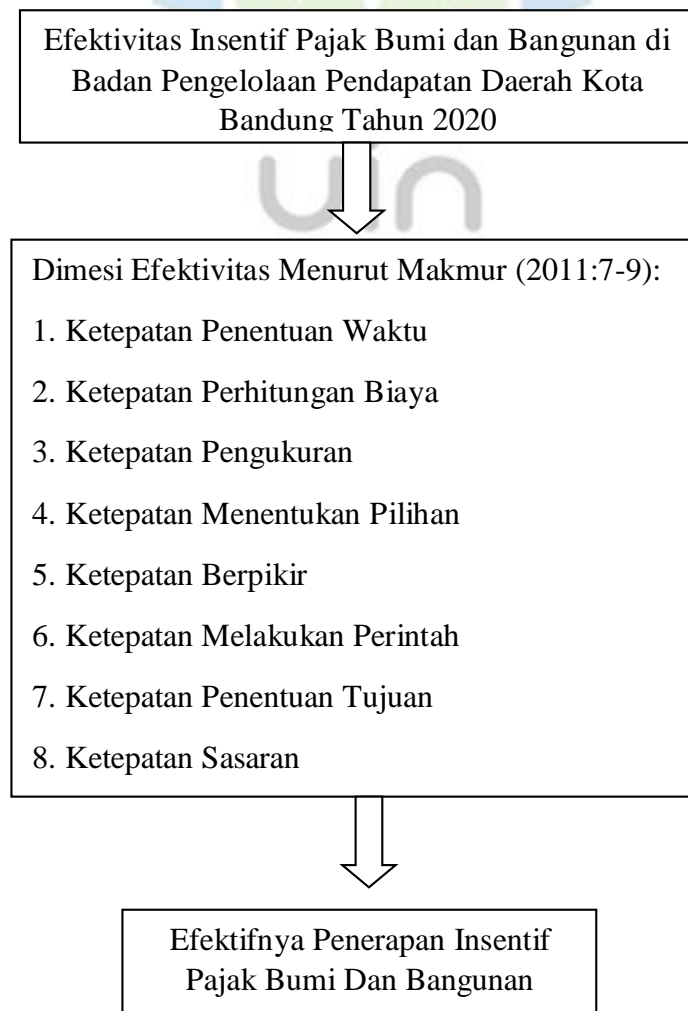 Efektivitas Insentif Pajak Bumi dan Bangunan di
Badan Pengelolaan Pendapatan Daerah Kota
Bandung Tahun 2020
uin
Dimesi Efektivitas Menurut Makmur (2011:7-9):
1. Ketepatan Penentuan Waktu
2. Ketepatan Perhitungan Biaya
3. Ketepatan Pengukuran
4. Ketepatan Menentukan Pilihan
5. Ketepatan Berpikir
6. Ketepatan Melakukan Perintah
7. Ketepatan Penentuan Tujuan
8. Ketepatan Sasaran
Efektifnya Penerapan Insentif
Pajak Bumi Dan Bangunan